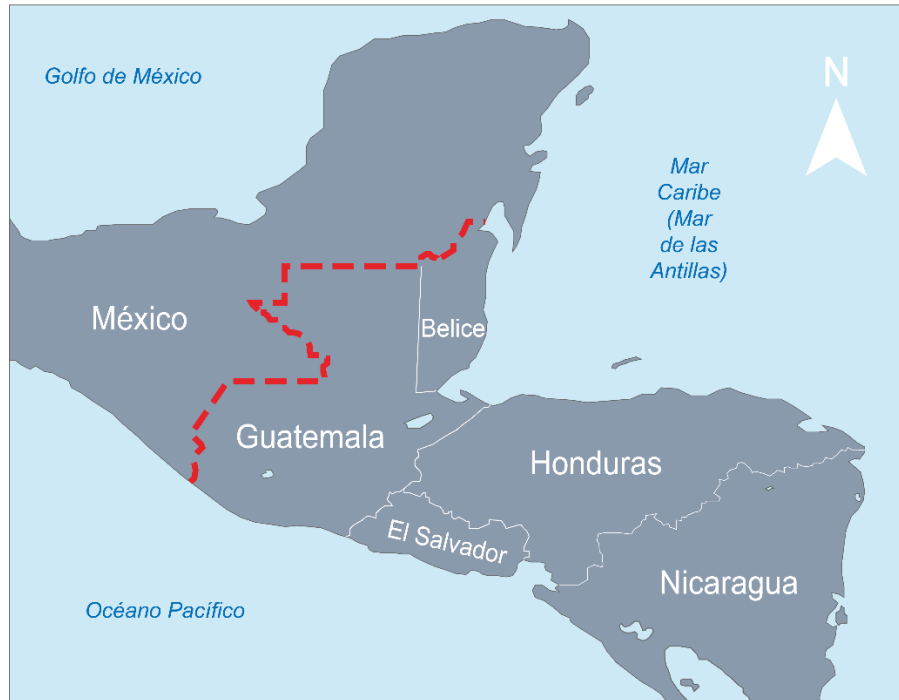 Golfo de México
N
Mar
Caribe
(Mar
de las
Antillas)
México
Belice
Guatemala
Honduras
El Salvador
Nicaragua
Océano Pacífico